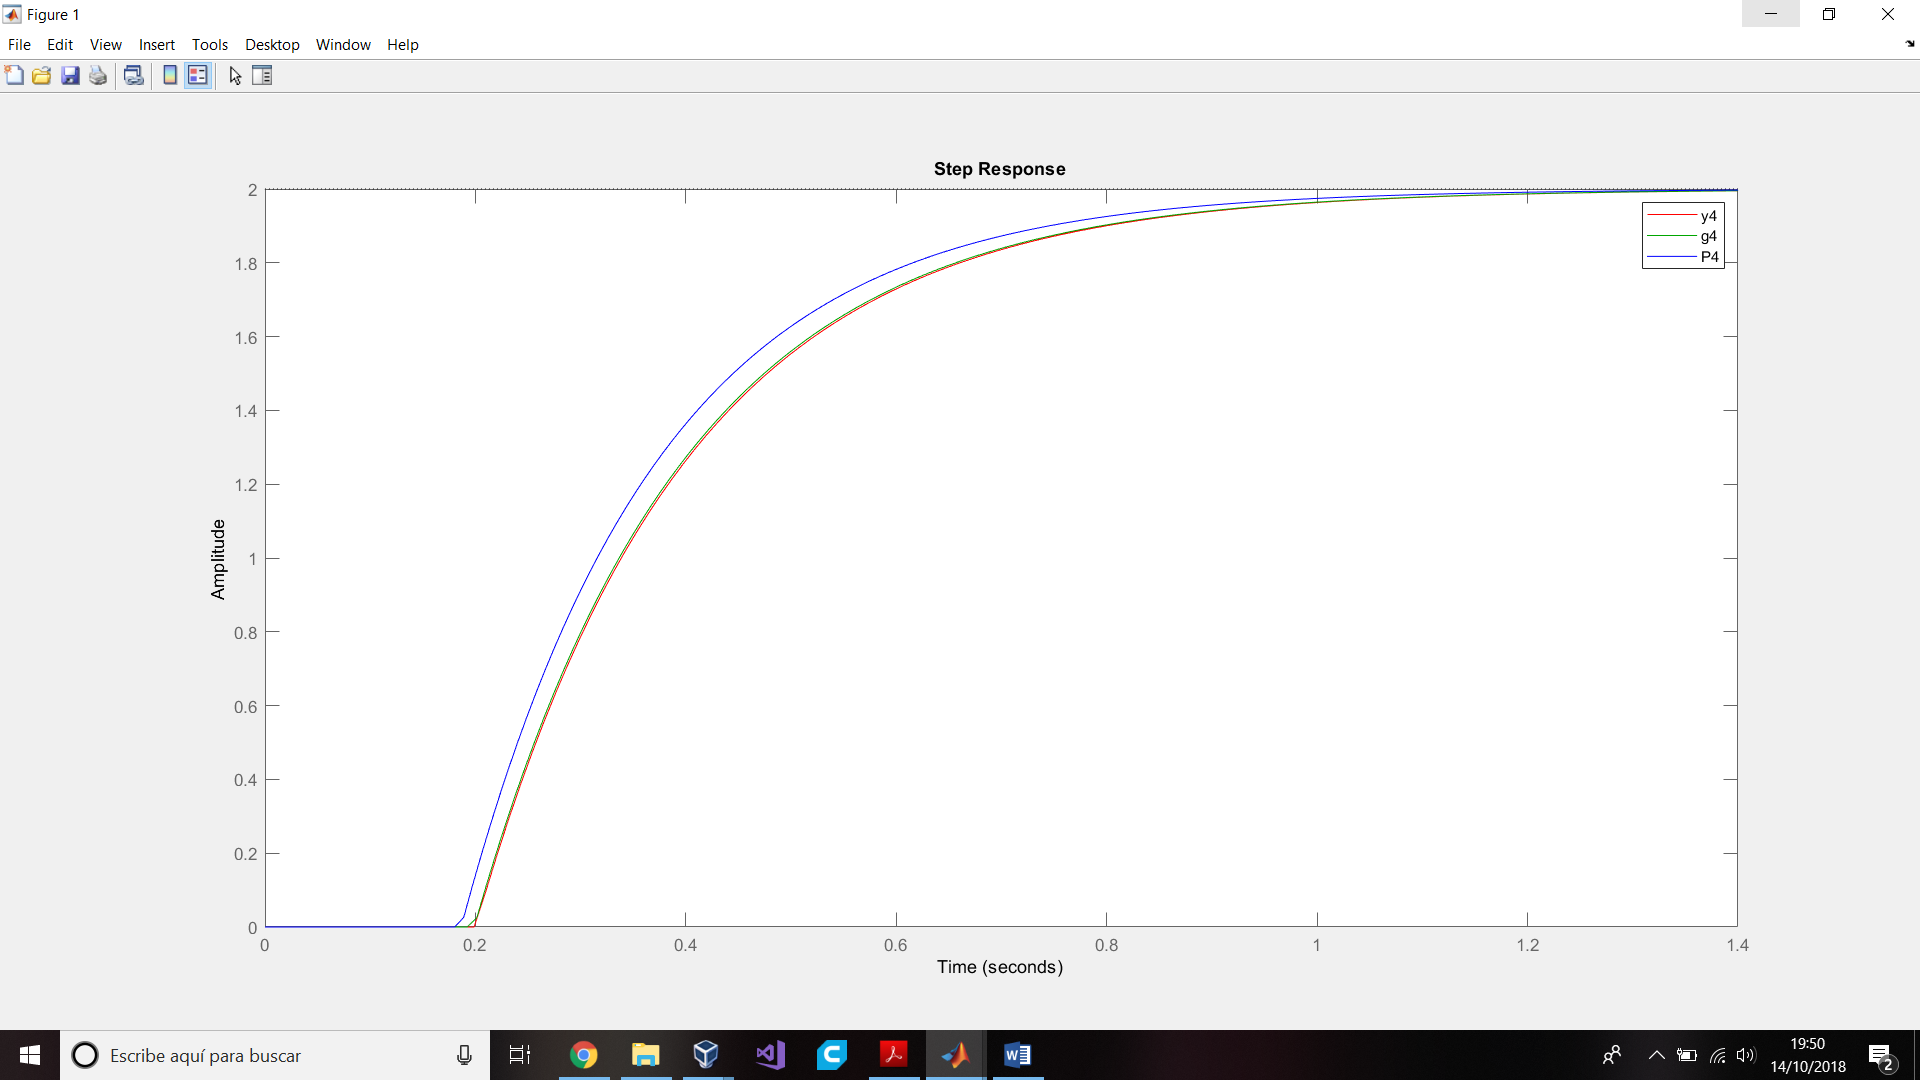 Figure 1
File Edit View Insert Tools Desktop Window Help
Step Response
2
1.8
1.6
1.4
1.2
1
0.8
0.6
0.4
0.2
0
Amplitude
y4
g4
P4
0 0.2 0.4 0.6 0.8 1 1.2 1.4
Time (seconds)
Escribe aquí para buscar
19:50
14/10/2018
2